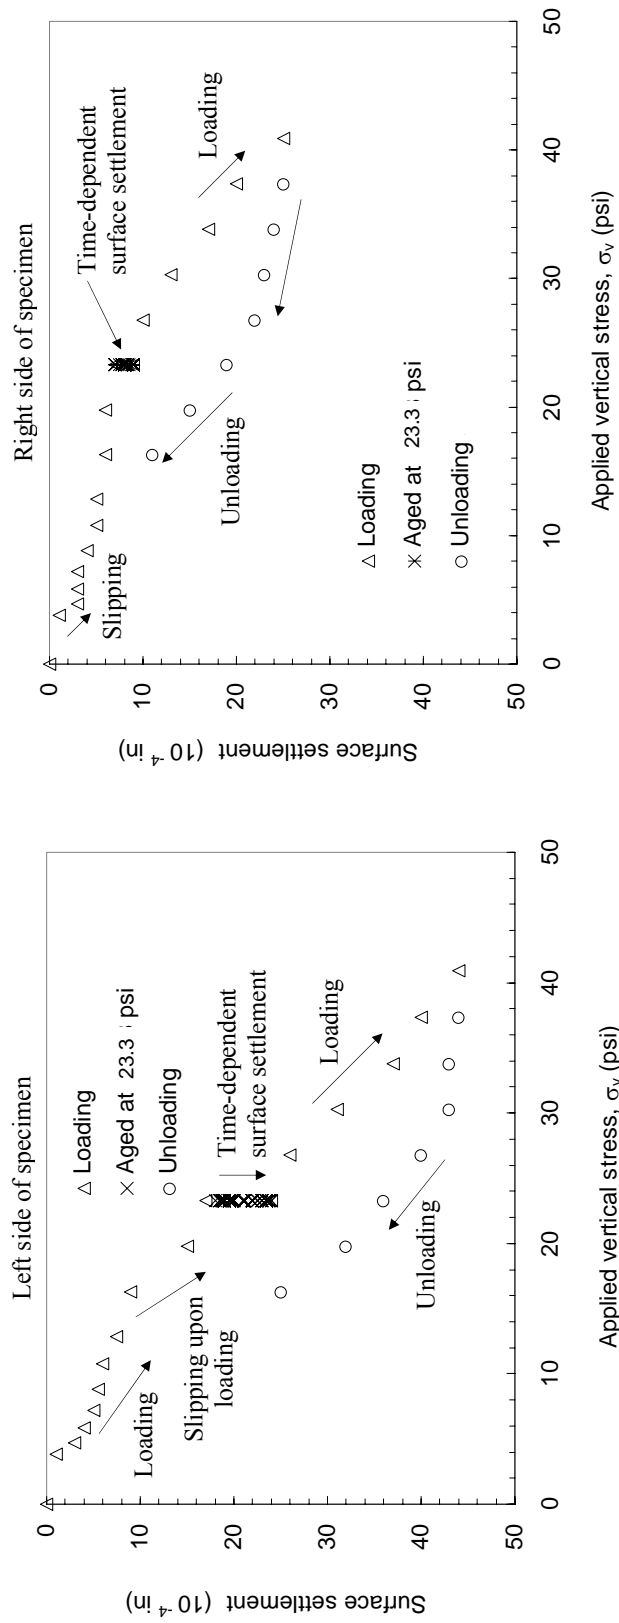 Left side of specimen
0
10
20
30
40
50
Surface settlement (10⁻⁴ in)
0
10
20
30
40
50
Applied vertical stress, σᵥ (psi)
Loading
Aged at 23.3 psi
Unloading
Loading
Slipping upon
loading
Time-dependent
surface settlement
Loading
Unloading
Right side of specimen
0
10
20
30
40
50
Surface settlement (10⁻⁴ in)
0
10
20
30
40
50
Applied vertical stress, σᵥ (psi)
Slipping
Time-dependent
surface settlement
Loading
Unloading
Loading
Aged at 23.3 psi
Unloading